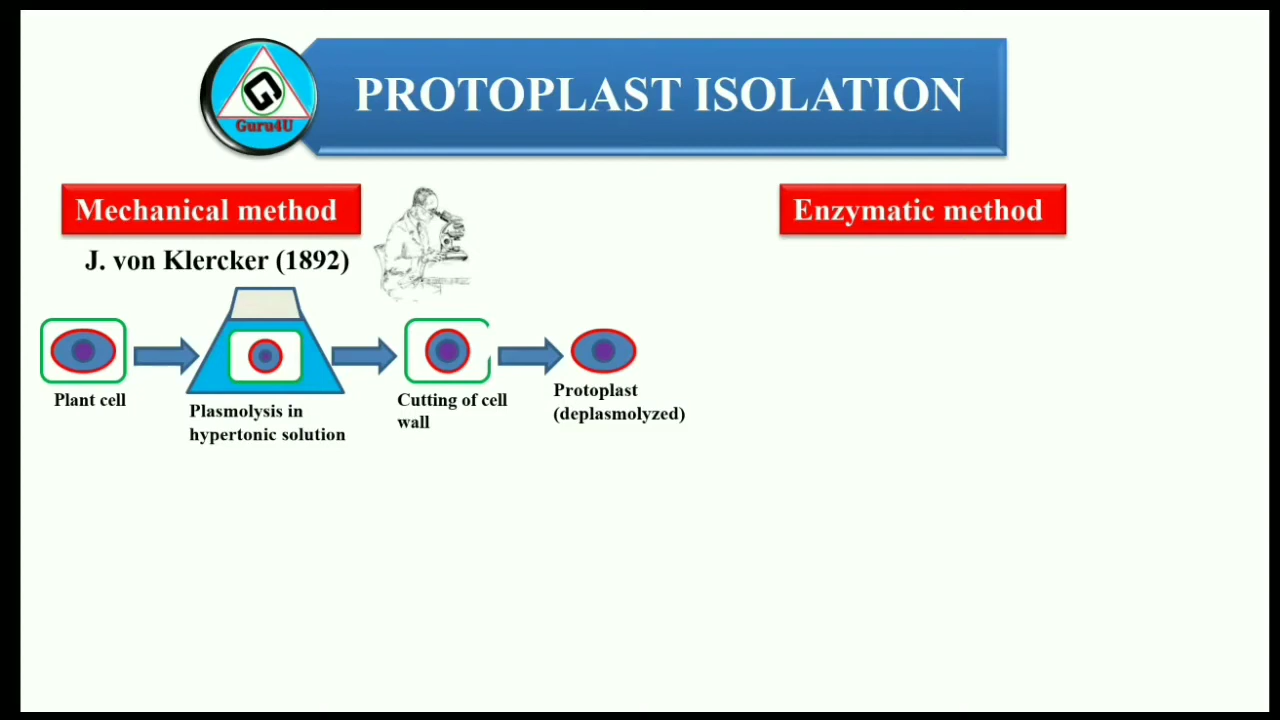 PROTOPLAST ISOLATION
Guru4U
Mechanical method
Enzymatic method
J. von Klercker (1892)
Plant cell
Plasmolysis in
hypertonic solution
Cutting of cell
wall
Protoplast
(deplasmolyzed)